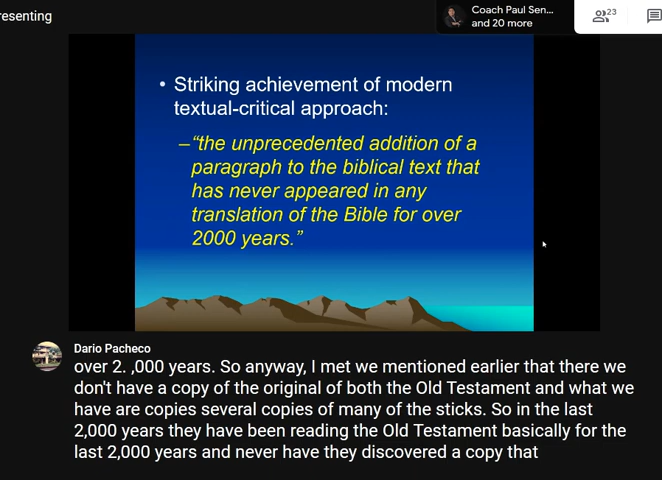 resenting
Coach Paul Sen...
and 20 more
23
• Striking achievement of modern
textual-critical approach:
–“the unprecedented addition of a
paragraph to the biblical text that
has never appeared in any
translation of the Bible for over
2000 years.”
Dario Pacheco
over 2. ,000 years. So anyway, I met we mentioned earlier that there we
don't have a copy of the original of both the Old Testament and what we
have are copies several copies of many of the sticks. So in the last
2,000 years they have been reading the Old Testament basically for the
last 2,000 years and never have they discovered a copy that